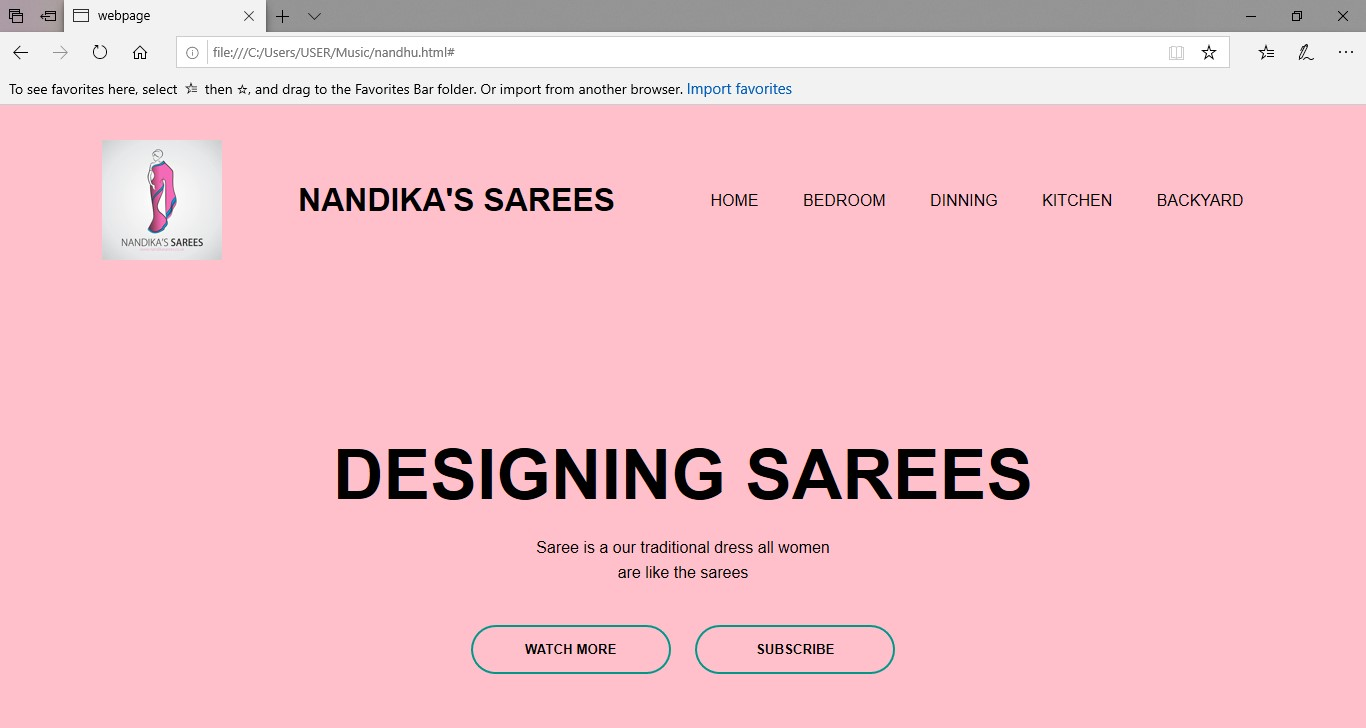 webpage
file:///C:/Users/USER/Music/nandhu.html#
To see favorites here, select then , and drag to the Favorites Bar folder. Or import from another browser. Import favorites
NANDIKA'S SAREES
NANDIKA'S SAREES
HOME BEDROOM DINNING KITCHEN BACKYARD
DESIGNING SAREES
Saree is a our traditional dress all women
are like the sarees
WATCH MORE SUBSCRIBE